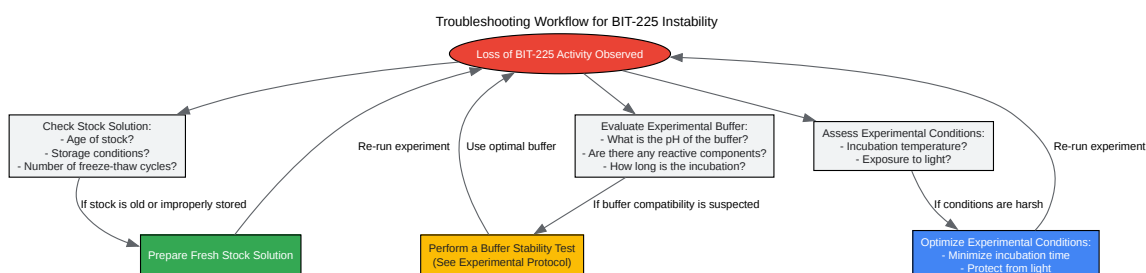 Troubleshooting Workflow for BIT-225 Instability
Loss of BIT-225 Activity Observed
Check Stock Solution:
- Age of stock?
- Storage conditions?
- Number of freeze-thaw cycles?
Re-run experiment
Use optimal buffer
Evaluate Experimental Buffer:
- What is the pH of the buffer?
- Are there any reactive components?
- How long is the incubation?
Assess Experimental Conditions:
- Incubation temperature?
- Exposure to light?
Re-run experiment
If stock is old or improperly stored
If buffer compatibility is suspected
If conditions are harsh
Prepare Fresh Stock Solution
Perform a Buffer Stability Test
(See Experimental Protocol)
Optimize Experimental Conditions:
- Minimize incubation time
- Protect from light